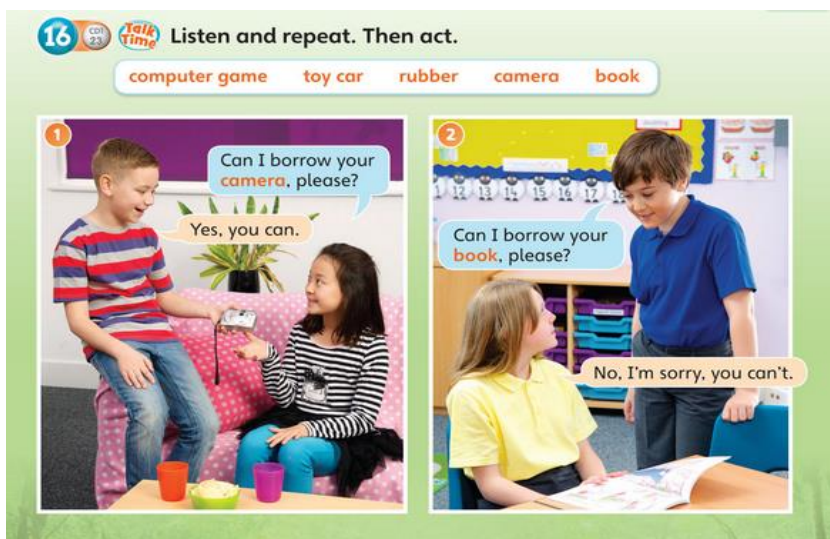 16 CD1 23 Talk Time Listen and repeat. Then act.
computer game toy car rubber camera book
1
Can I borrow your
camera, please?
Yes, you can.
2
12 13 14 15 16 17 18
Can I borrow your
book, please?
No, I'm sorry, you can't.